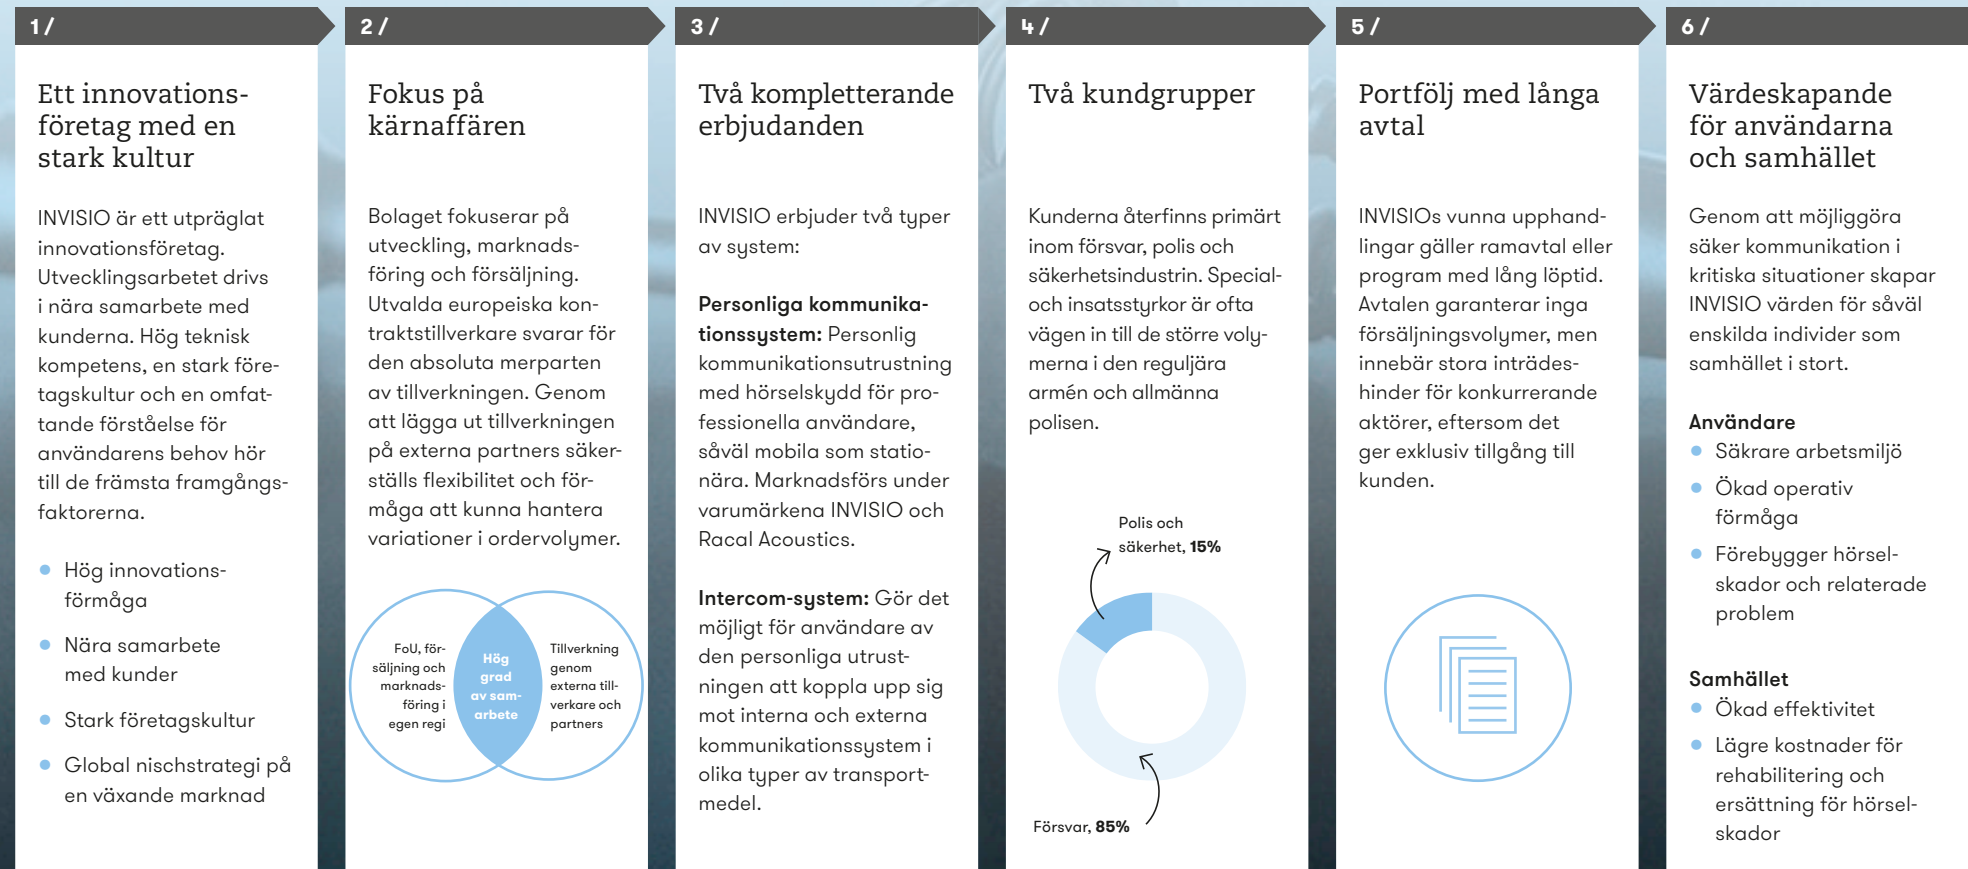 1 /
Ett innovations-
företag med en
stark kultur
INVISIO är ett utpräglat
innovationsföretag.
Utvecklingsarbetet drivs
i nära samarbete med
kunderna. Hög teknisk
kompetens, en stark före-
tagskultur och en omfat-
tande förståelse för
användarens behov hör
till de främsta framgångs-
faktorerna.
Hög innovations-
förmåga
Nära samarbete
med kunder
Stark företagskultur
Global nischstrategi på
en växande marknad
2 /
Fokus på
kärnaffären
Bolaget fokuserar på
utveckling, marknads-
föring och försäljning.
Utvalda europeiska kon-
traktstillverkare svarar för
den absoluta merparten
av tillverkningen. Genom
att lägga ut tillverkningen
på externa partners säker-
ställs flexibilitet och för-
måga att kunna hantera
variationer i ordervolymer.
FoU, för-
säljning och
marknads-
föring i
egen regi
Hög
grad
av sam-
arbete
Tillverkning
genom
externa till-
verkare och
partners
3 /
Två kompletterande
erbjudanden
INVISIO erbjuder två typer
av system:
Personliga kommunika-
tionssystem: Personlig
kommunikationsutrustning
med hörselskydd för pro-
fessionella användare,
såväl mobila som statio-
nära. Marknadsförs under
varumärkena INVISIO och
Racal Acoustics.
Intercom-system: Gör det
möjligt för användare av
den personliga utrust-
ningen att koppla upp sig
mot interna och externa
kommunikationssystem i
olika typer av transport-
medel.
4 /
Två kundgrupper
Kunderna återfinns primärt
inom försvar, polis och
säkerhetsindustrin. Special-
och insatsstyrkor är ofta
vägen in till de större voly-
merna i den reguljära
armén och allmänna
polisen.
Polis och
säkerhet, 15%
Försvar, 85%
5 /
Portfölj med långa
avtal
INVISIOs vunna upphand-
lingar gäller ramavtal eller
program med lång löptid.
Avtalen garanterar inga
försäljningsvolymer, men
innebär stora inträdes-
hinder för konkurrerande
aktörer, eftersom det
ger exklusiv tillgång till
kunden.
6 /
Värdeskapande
för användarna
och samhället
Genom att möjliggöra
säker kommunikation i
kritiska situationer skapar
INVISIO värden för såväl
enskilda individer som
samhället i stort.
Användare
Säkrare arbetsmiljö
Ökad operativ
förmåga
Förebygger hörsel-
skador och relaterade
problem
Samhället
Ökad effektivitet
Lägre kostnader för
rehabilitering och
ersättning för hörsel-
skador